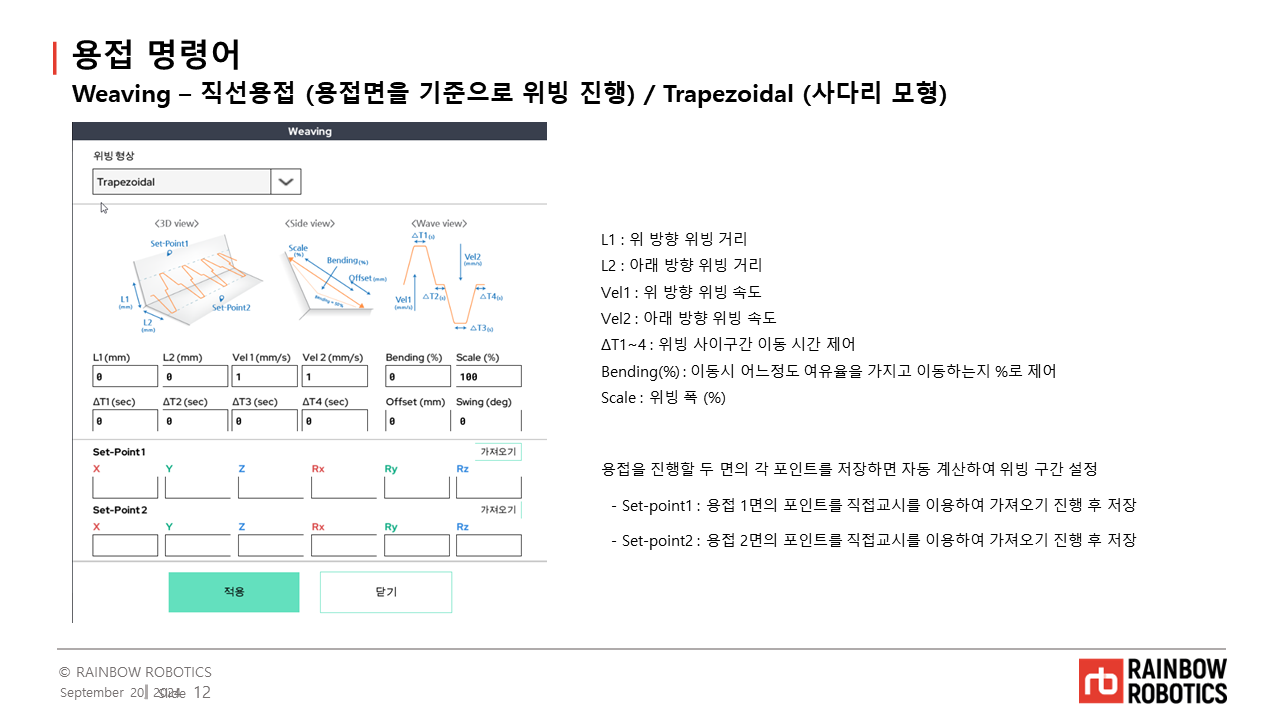 용접 명령어
Weaving – 직선용접 (용접면을 기준으로 위빙 진행) / Trapezoidal (사다리 모형)
Weaving
위빙 형상
Trapezoidal
<3D view> <Side view> <Wave view>
Set-Point1
L1
(mm)
L2
(mm)
Set-Point2
Scale
(%)
Bending(%)
Offset(mm)
△T1(s)
Vel2
(mm/s)
Vel1
(mm/s)
△T2(s)
△T4(s)
△T3(s)
L1 (mm) L2 (mm) Vel 1 (mm/s) Vel 2 (mm/s) Bending (%) Scale (%)
0 0 1 1 0 100
ΔT1 (sec) ΔT2 (sec) ΔT3 (sec) ΔT4 (sec) Offset (mm) Swing (deg)
0 0 0 0 0 0
Set-Point 1 가져오기
X Y Z Rx Ry Rz
Set-Point 2 가져오기
X Y Z Rx Ry Rz
적용 닫기
L1 : 위 방향 위빙 거리
L2 : 아래 방향 위빙 거리
Vel1 : 위 방향 위빙 속도
Vel2 : 아래 방향 위빙 속도
ΔT1~4 : 위빙 사이구간 이동 시간 제어
Bending(%) : 이동시 어느정도 여유율을 가지고 이동하는지 %로 제어
Scale : 위빙 폭 (%)
용접을 진행할 두 면의 각 포인트를 저장하면 자동 계산하여 위빙 구간 설정
- Set-point1 : 용접 1면의 포인트를 직접교시를 이용하여 가져오기 진행 후 저장
- Set-point2 : 용접 2면의 포인트를 직접교시를 이용하여 가져오기 진행 후 저장
© RAINBOW ROBOTICS
September 20, 2024 Slide 12
RAINBOW
ROBOTICS